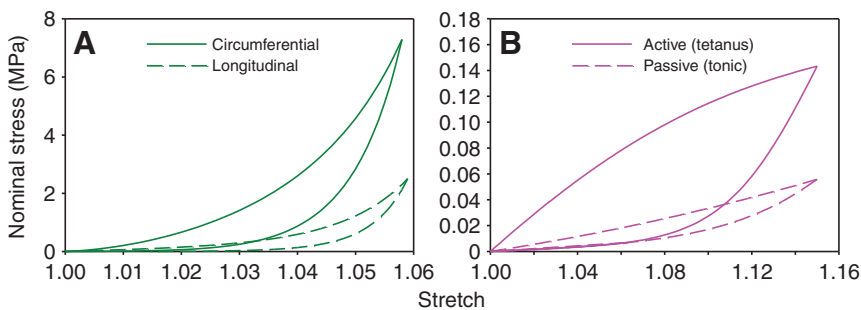 A
Circumferential
Longitudinal
Nominal stress (MPa)
8
6
4
2
0
1.00 1.01 1.02 1.03 1.04 1.05 1.06
B
Active (tetanus)
Passive (tonic)
0.18
0.16
0.14
0.12
0.10
0.08
0.06
0.04
0.02
0
1.00 1.04 1.08 1.12 1.16
Stretch